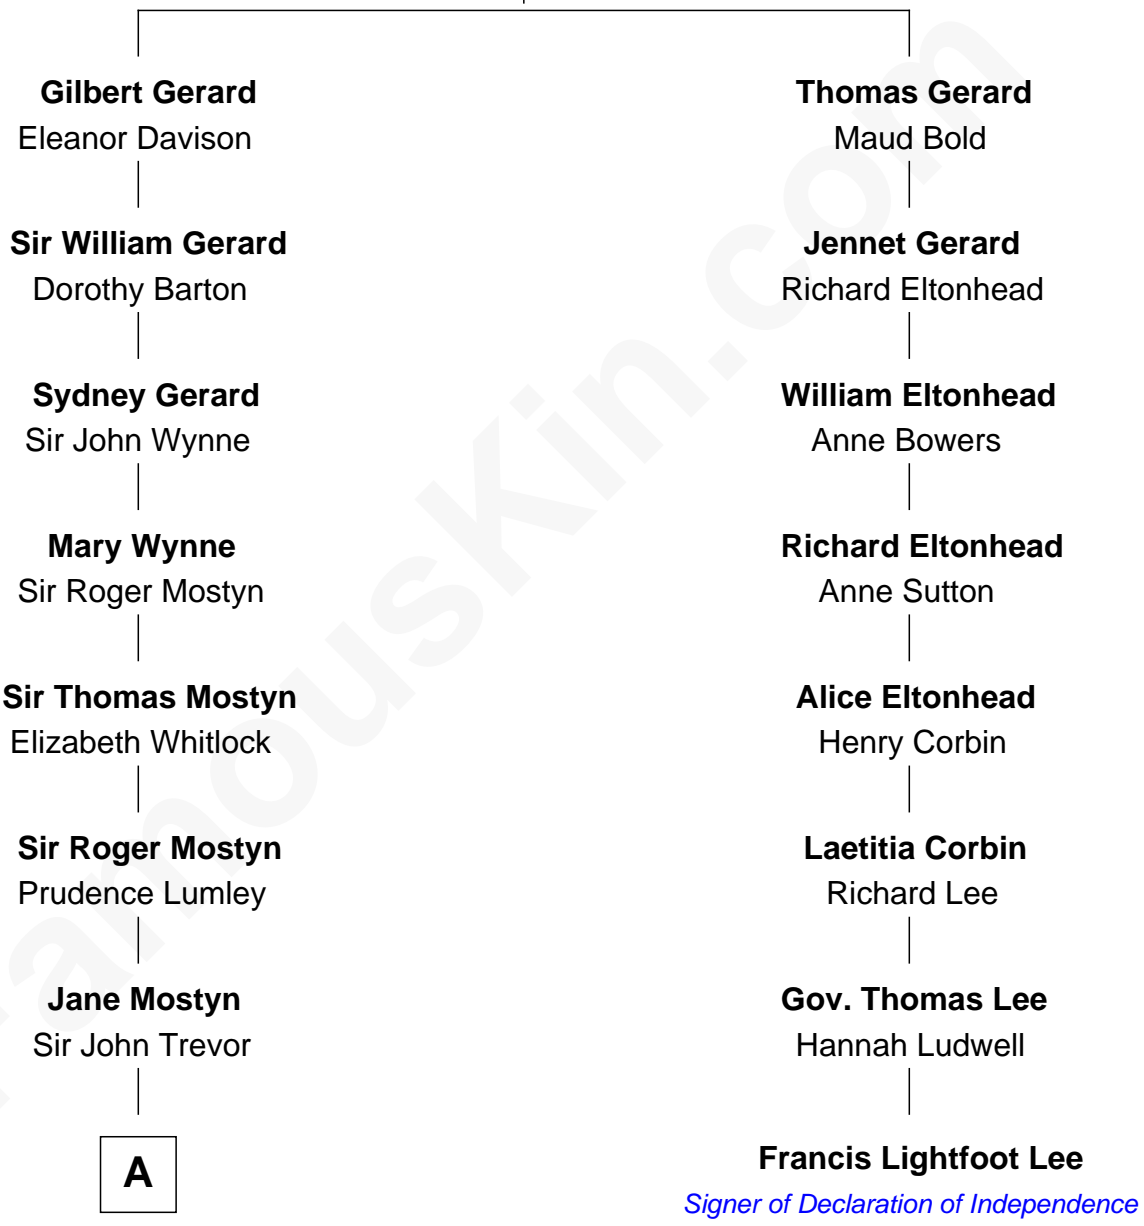 Gilbert Gerard
Eleanor Davison
Sir William Gerard
Dorothy Barton
Sydney Gerard
Sir John Wynne
Mary Wynne
Sir Roger Mostyn
Sir Thomas Mostyn
Elizabeth Whitlock
Sir Roger Mostyn
Prudence Lumley
Jane Mostyn
Sir John Trevor
A
Thomas Gerard
Maud Bold
Jennet Gerard
Richard Eltonhead
William Eltonhead
Anne Bowers
Richard Eltonhead
Anne Sutton
Alice Eltonhead
Henry Corbin
Laetitia Corbin
Richard Lee
Gov. Thomas Lee
Hannah Ludwell
Francis Lightfoot Lee
Signer of Declaration of Independence
FamousKin.com